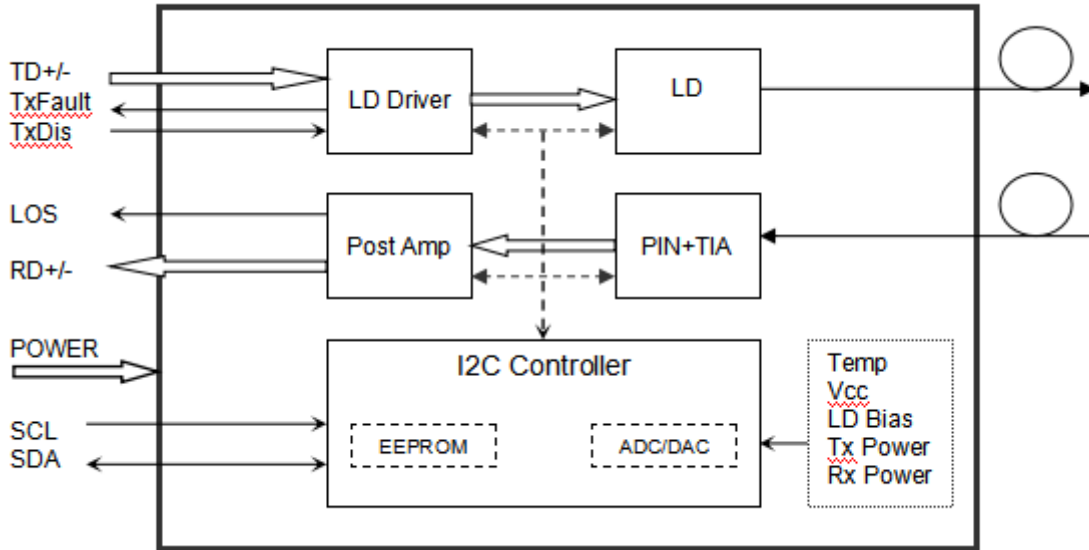 TD+/-
TxFault
TxDis
LD Driver
LD
LOS
RD+/-
Post Amp
PIN+TIA
POWER
SCL
SDA
I2C Controller
EEPROM
ADC/DAC
Temp
Vcc
LD Bias
Tx Power
Rx Power